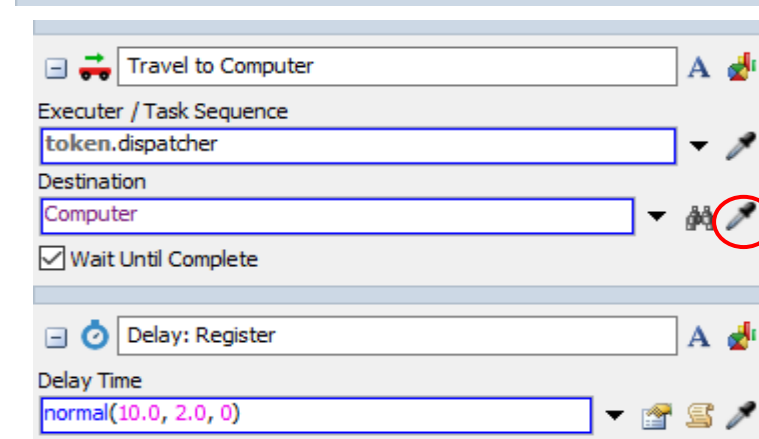 Travel to Computer
Executer / Task Sequence
token.dispatcher
Destination
Computer
Wait Until Complete
Delay: Register
Delay Time
normal(10.0, 2.0, 0)